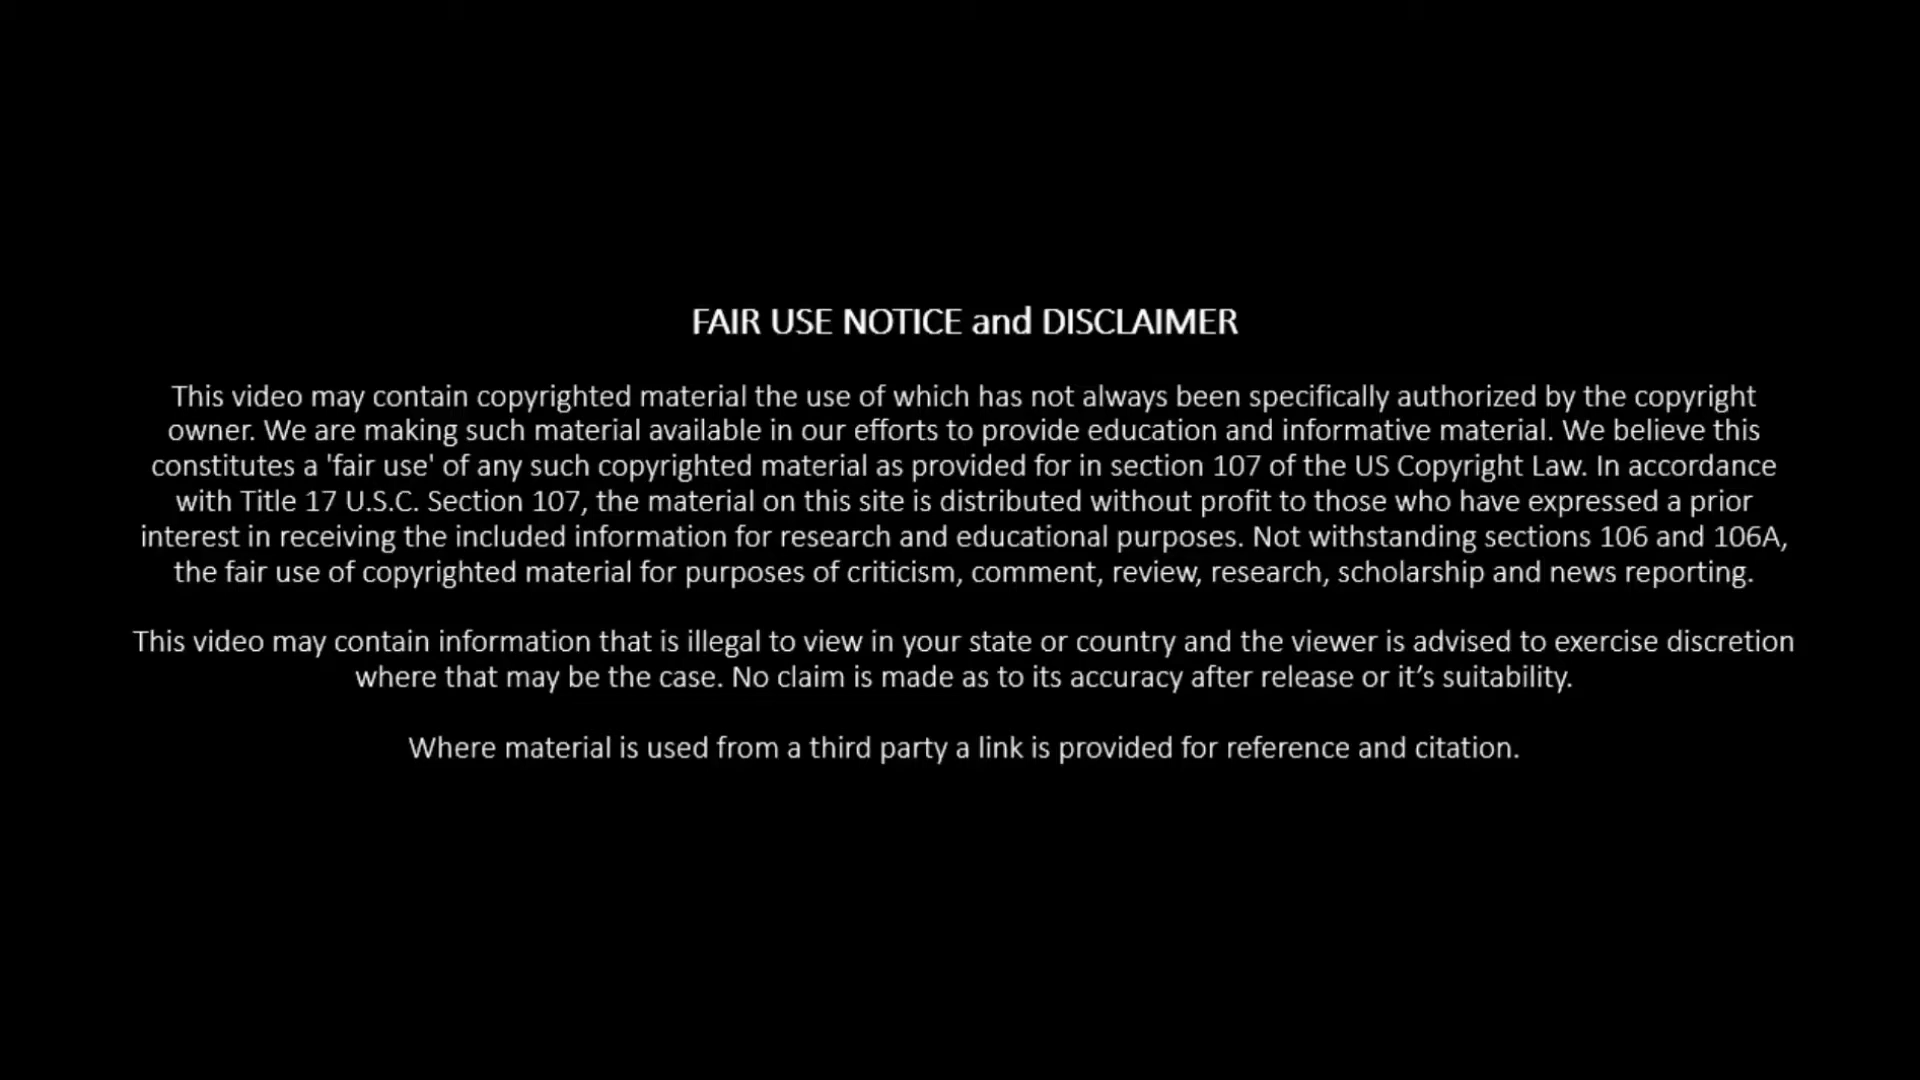 FAIR USE NOTICE and DISCLAIMER
This video may contain copyrighted material the use of which has not always been specifically authorized by the copyright
owner. We are making such material available in our efforts to provide education and informative material. We believe this
constitutes a 'fair use' of any such copyrighted material as provided for in section 107 of the US Copyright Law. In accordance
with Title 17 U.S.C. Section 107, the material on this site is distributed without profit to those who have expressed a prior
interest in receiving the included information for research and educational purposes. Not withstanding sections 106 and 106A,
the fair use of copyrighted material for purposes of criticism, comment, review, research, scholarship and news reporting.
This video may contain information that is illegal to view in your state or country and the viewer is advised to exercise discretion
where that may be the case. No claim is made as to its accuracy after release or it’s suitability.
Where material is used from a third party a link is provided for reference and citation.